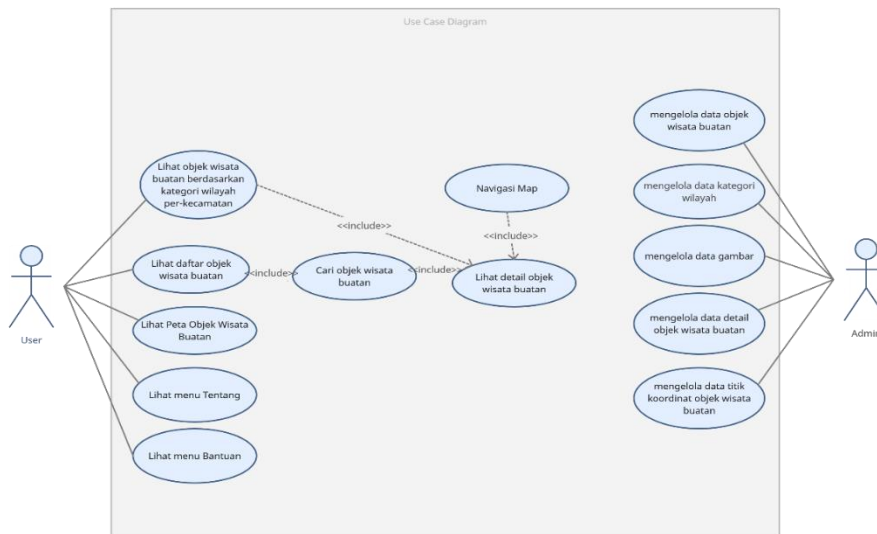 Use Case Diagram
mengelola data objek
wisata buatan
Lihat objek wisata
buatan berdasarkan
kategori wilayah
per-kecamatan
Navigasi Map
mengelola data kategori
wilayah
<<include>>
<<include>>
Lihat daftar objek
wisata buatan
<<include>>
Cari objek wisata
buatan
<<include>>
Lihat detail objek
wisata buatan
mengelola data gambar
Lihat Peta Objek Wisata
Buatan
mengelola data detail
objek wisata buatan
User
Admin
Lihat menu Tentang
mengelola data titik
koordinat objek wisata
buatan
Lihat menu Bantuan